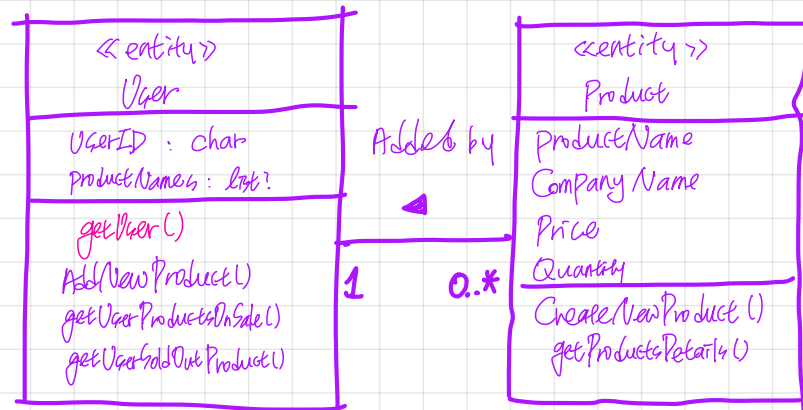 <<entity>>
User
UserID : char
ProductNames : list?
getUser()
AddNewProduct()
getUserProductsOnSale()
getUserSoldOutProduct()
Added by
1
0..*
<<entity>>
Product
ProductName
Company Name
Price
Quantity
CreateNewProduct()
getProductsDetails()